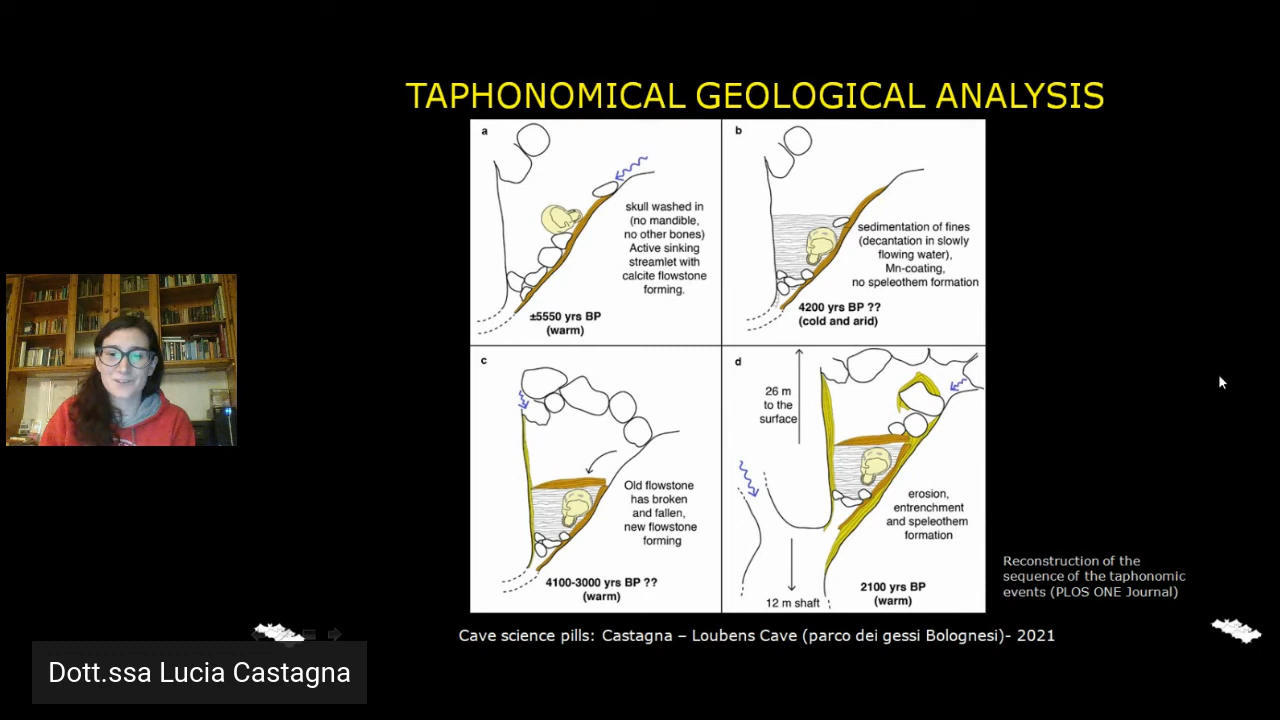 TAPHONOMICAL GEOLOGICAL ANALYSIS
a
skull washed in
(no mandible,
no other bones)
Active sinking
streamlet with
calcite flowstone
forming.
±5550 yrs BP
(warm)
b
sedimentation of fines
(decantation in slowly
flowing water),
Mn-coating,
no speleothem formation
4200 yrs BP ??
(cold and arid)
c
Old flowstone
has broken
and fallen,
new flowstone
forming
4100-3000 yrs BP ??
(warm)
d
26 m
to the
surface
erosion,
entrenchment
and speleothem
formation
2100 yrs BP
(warm)
12 m shaft
Reconstruction of the
sequence of the taphonomic
events (PLOS ONE Journal)
Cave science pills: Castagna – Loubens Cave (parco dei gessi Bolognesi)- 2021
Dott.ssa Lucia Castagna